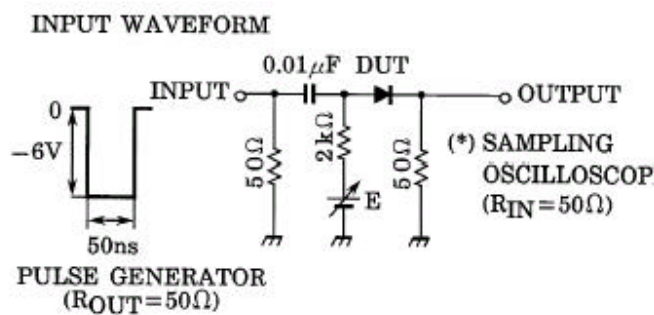 INPUT WAVEFORM
0.01μF DUT
0
INPUT
OUTPUT
−6V
50Ω
2kΩ
E
50Ω
(*) SAMPLING
OSCILLOSCOP
(RIN=50Ω)
50ns
PULSE GENERATOR
(ROUT=50Ω)